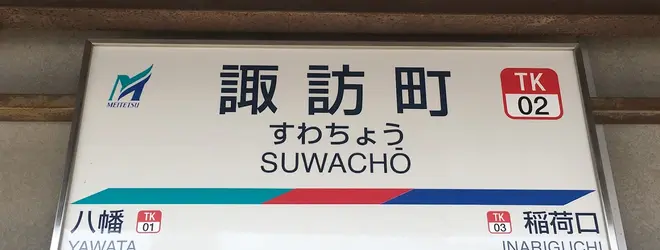 MEITETSU
諏訪町
TK
02
すわちょう
SUWACHŌ
八幡
TK
01
YAWATA
TK
03
稲荷口
INARIGUCHI